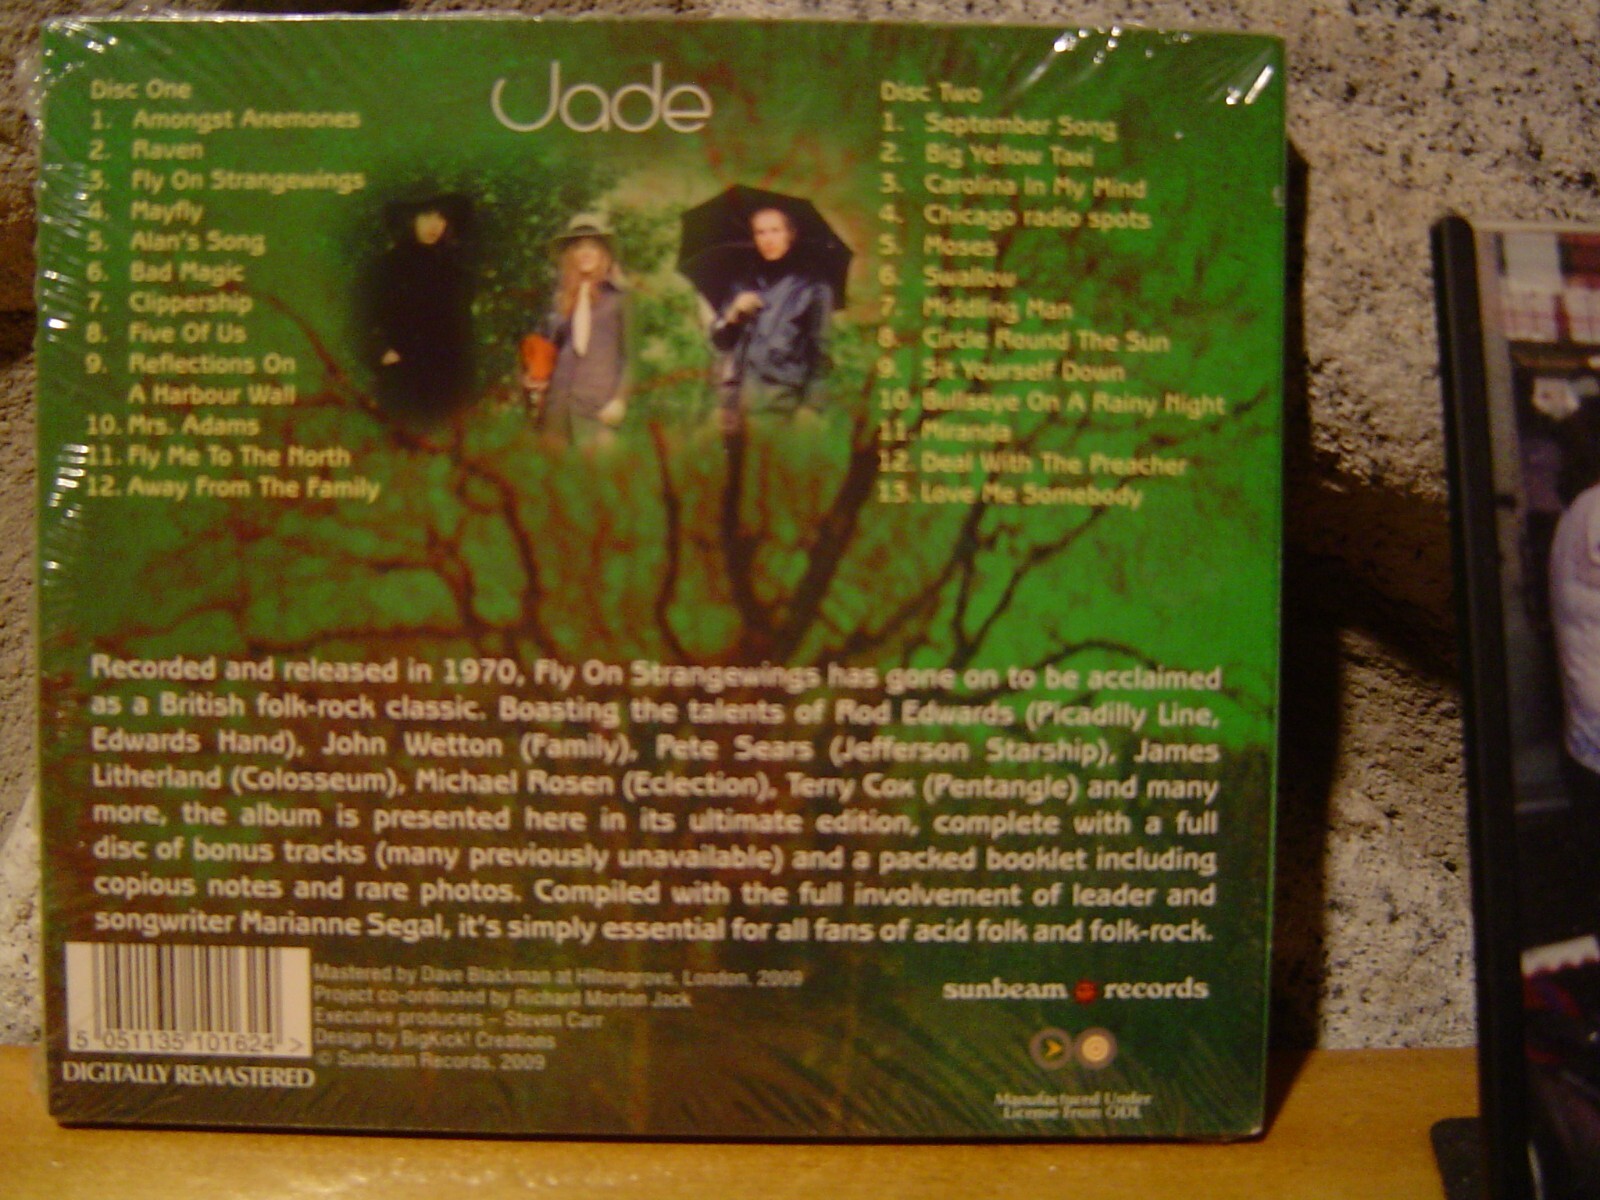 Jade
Disc One
1. Amongst Anemones
2. Raven
3. Fly On Strangewings
4. Mayfly
5. Alan's Song
6. Bad Magic
7. Clippership
8. Five Of Us
9. Reflections On
A Harbour Wall
10. Mrs. Adams
11. Fly Me To The North
12. Away From The Family
Disc Two
1. September Song
2. Big Yellow Taxi
3. Carolina In My Mind
4. Chicago radio spots
5. Moses
6. Swallow
7. Middling Man
8. Circle Round The Sun
9. Sit Yourself Down
10. Bullseye On A Rainy Night
11. Miranda
12. Deal With The Preacher
13. Love Me Somebody
Recorded and released in 1970, Fly On Strangewings has gone on to be acclaimed
as a British folk-rock classic. Boasting the talents of Rod Edwards (Picadilly Line,
Edwards Hand), John Wetton (Family), Pete Sears (Jefferson Starship), James
Litherland (Colosseum), Michael Rosen (Eclection), Terry Cox (Pentangle) and many
more, the album is presented here in its ultimate edition, complete with a full
disc of bonus tracks (many previously unavailable) and a packed booklet including
copious notes and rare photos. Compiled with the full involvement of leader and
songwriter Marianne Segal, it's simply essential for all fans of acid folk and folk-rock.
5 051135 101624 >
DIGITALLY REMASTERED
Mastered by Dave Blackman at Hiltongrove, London, 2009
Project co-ordinated by Richard Morton Jack
Executive producers – Steven Carr
Design by BigKick! Creations
© Sunbeam Records, 2009
sunbeam records
Manufactured Under
License from ODL